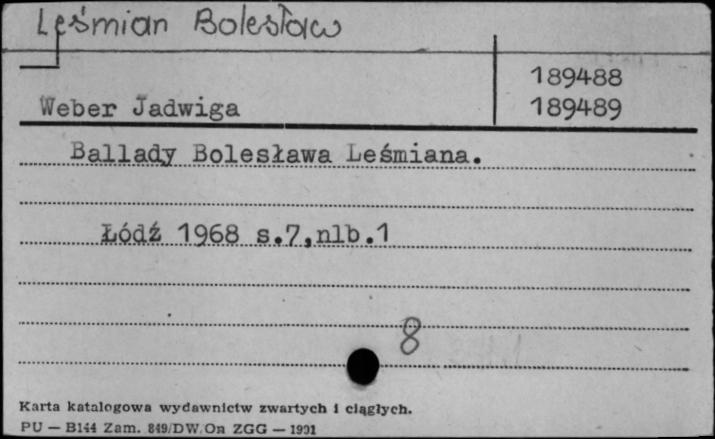 Leśmian Bolesław
189488
Weber Jadwiga 189489
Ballady Bolesława Leśmiana.
Łódź 1968 s.7,nlb.1
8
Karta katalogowa wydawnictw zwartych i ciągłych.
PU — B144 Zam. 849/DW/On ZGG — 1991